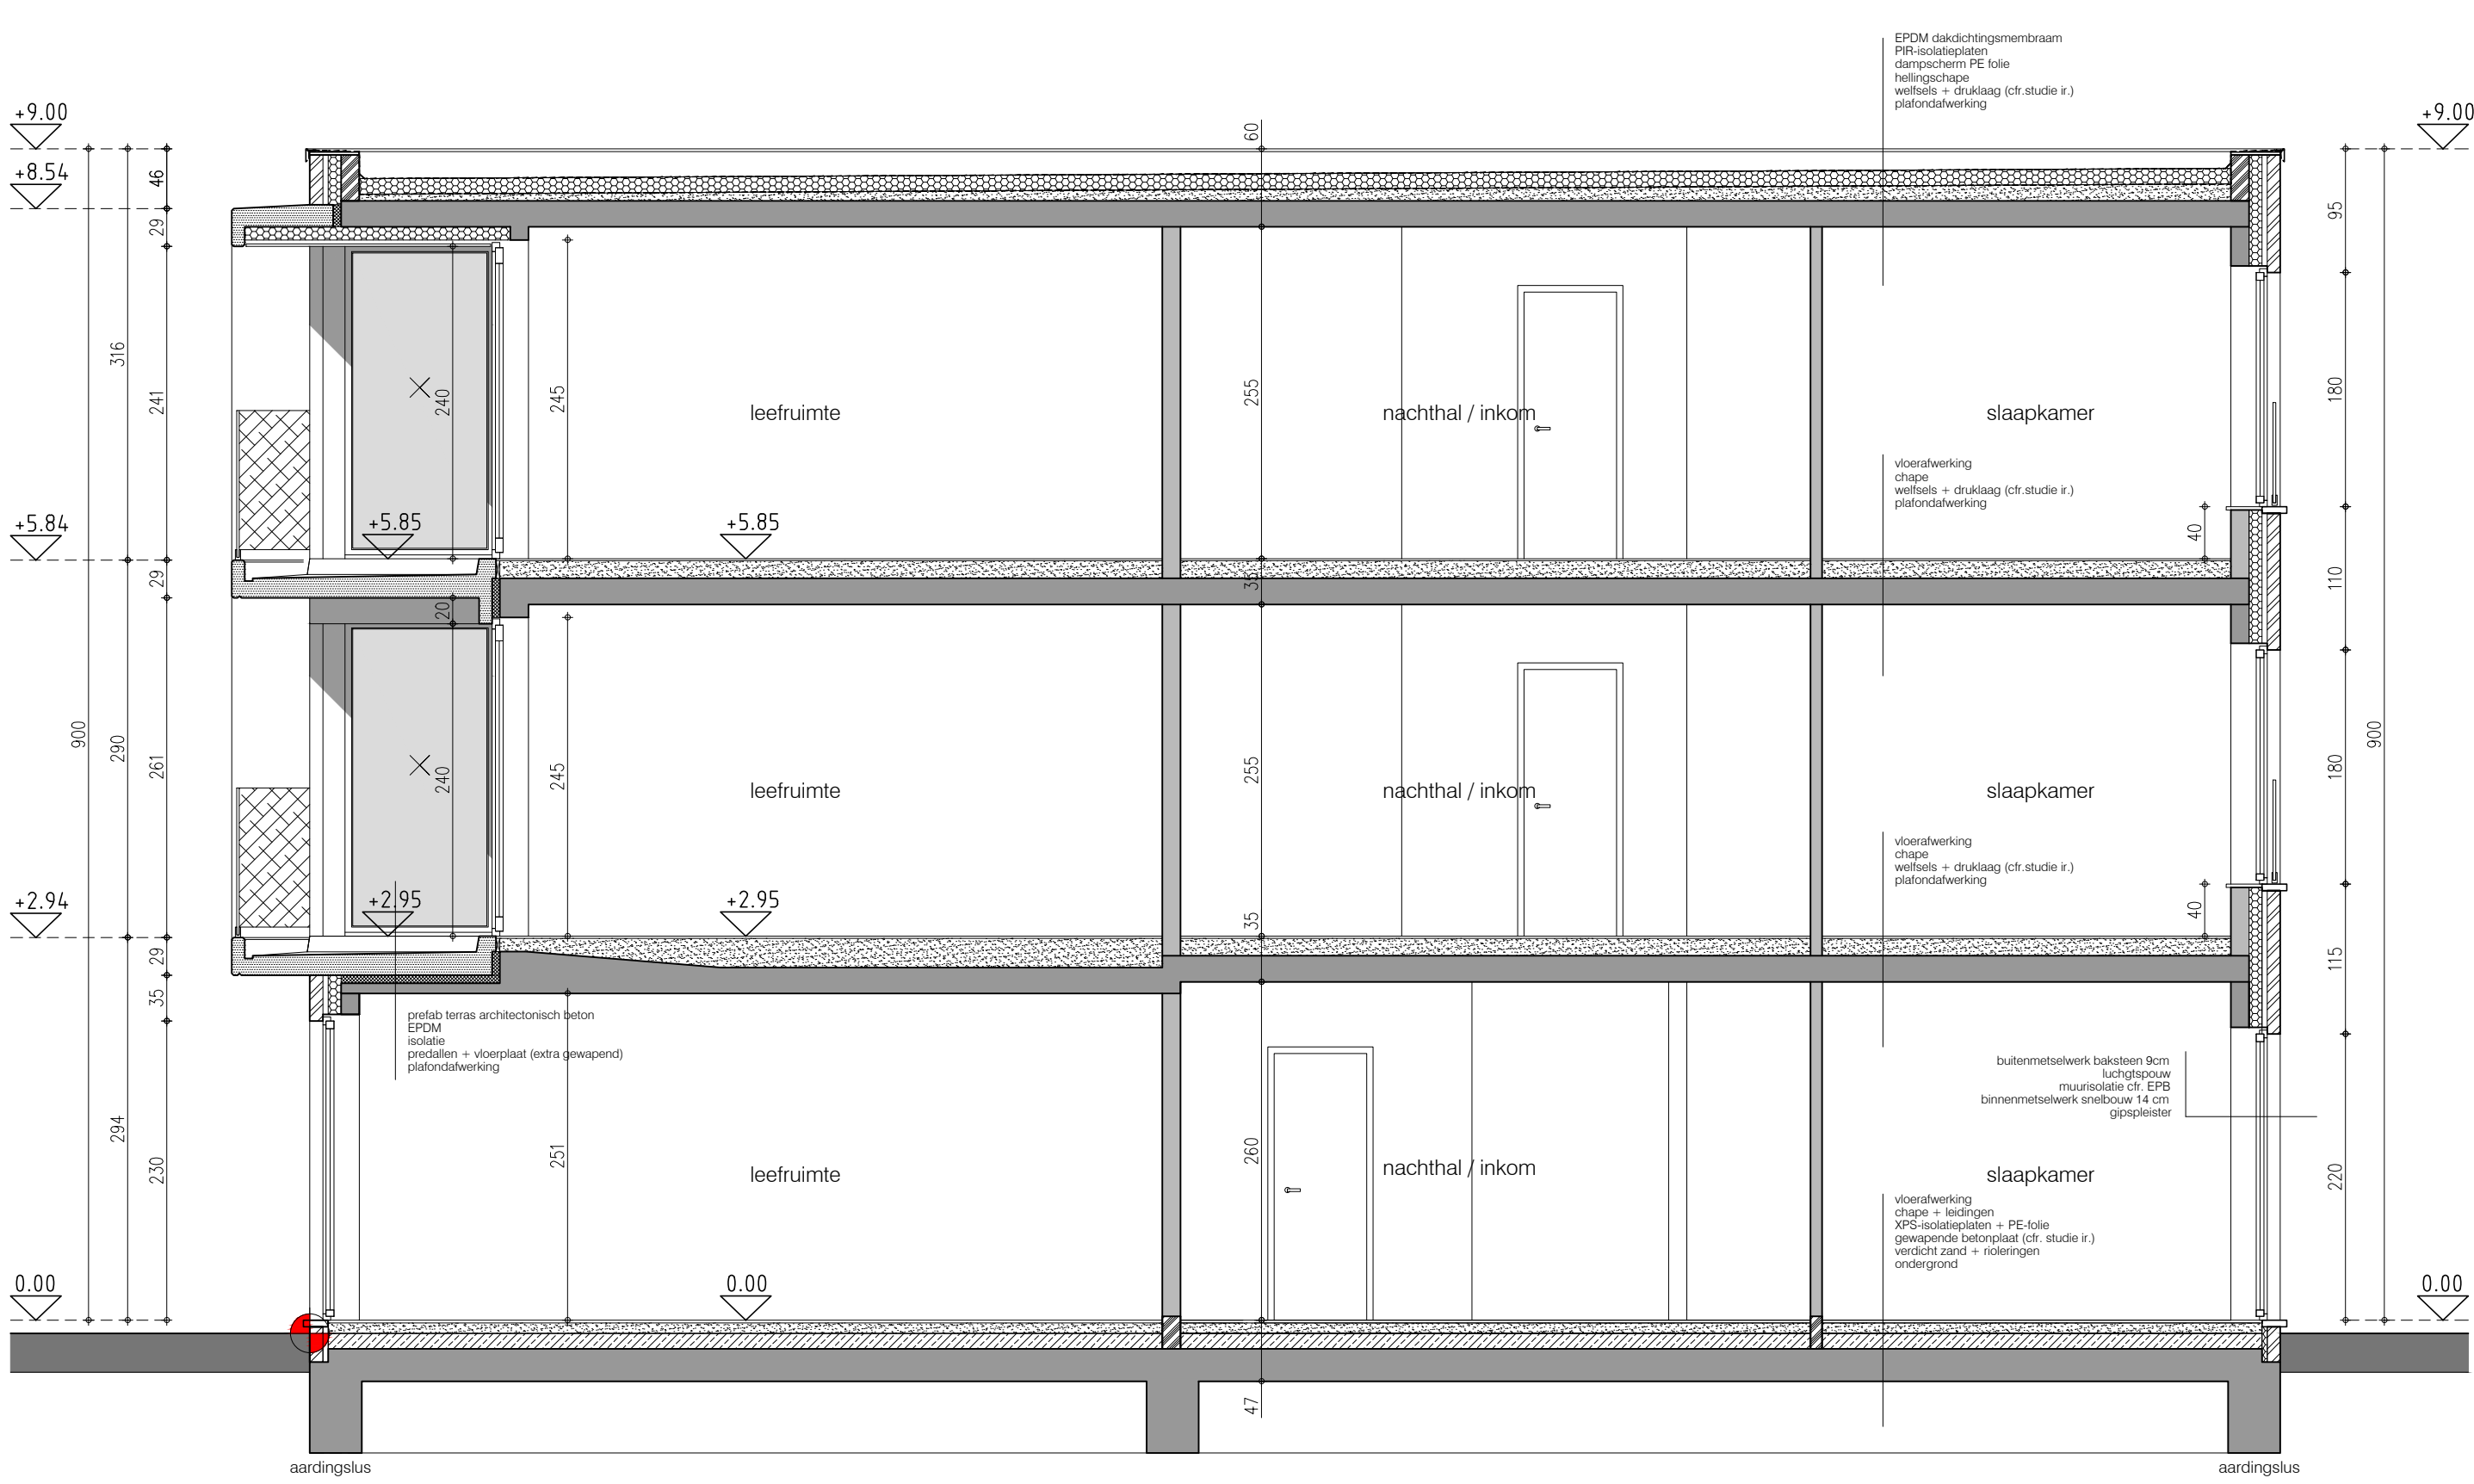 EPDM dakdichtingsmembraam
PIR-isolatieplaten
dampscherm PE folie
hellingschape
welfsels + druklaag (cfr.studie ir.)
plafondafwerking
+9.00
+9.00
60
+8.54
46
29
95
316
241
240
245
leefruimte
255
nachthal / inkom
slaapkamer
180
vloerafwerking
chape
welfsels + druklaag (cfr.studie ir.)
plafondafwerking
+5.84
+5.85
+5.85
40
29
20
35
110
900
290
261
240
245
leefruimte
255
nachthal / inkom
slaapkamer
180
900
vloerafwerking
chape
welfsels + druklaag (cfr.studie ir.)
plafondafwerking
+2.94
+2.95
+2.95
35
40
29
115
35
prefab terras architectonisch beton
EPDM
isolatie
predallen + vloerplaat (extra gewapend)
plafondafwerking
buitenmetselwerk baksteen 9cm
luchgtspouw
muurisolatie cfr. EPB
binnenmetselwerk snelbouw 14 cm
gipspleister
294
230
251
leefruimte
260
nachthal / inkom
slaapkamer
220
vloerafwerking
chape + leidingen
XPS-isolatieplaten + PE-folie
gewapende betonplaat (cfr. studie ir.)
verdicht zand + rioleringen
ondergrond
0.00
0.00
0.00
47
aardingslus
aardingslus